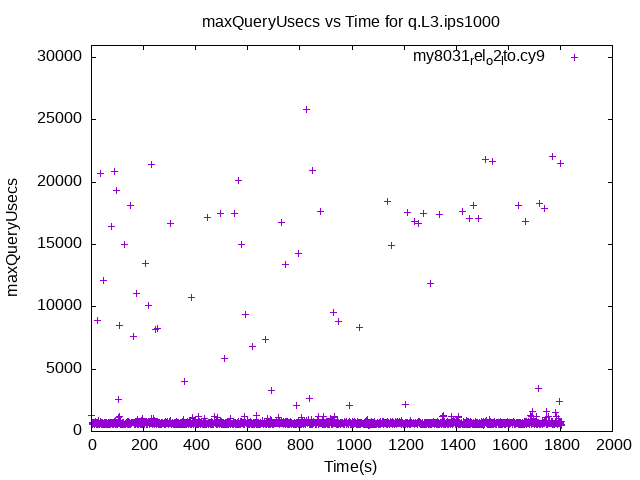 maxQueryUsecs vs Time for q.L3.ips1000
my8031relo2ito.cy9
30000
25000
20000
15000
10000
5000
0
maxQueryUsecs
0 200 400 600 800 1000 1200 1400 1600 1800 2000
Time(s)